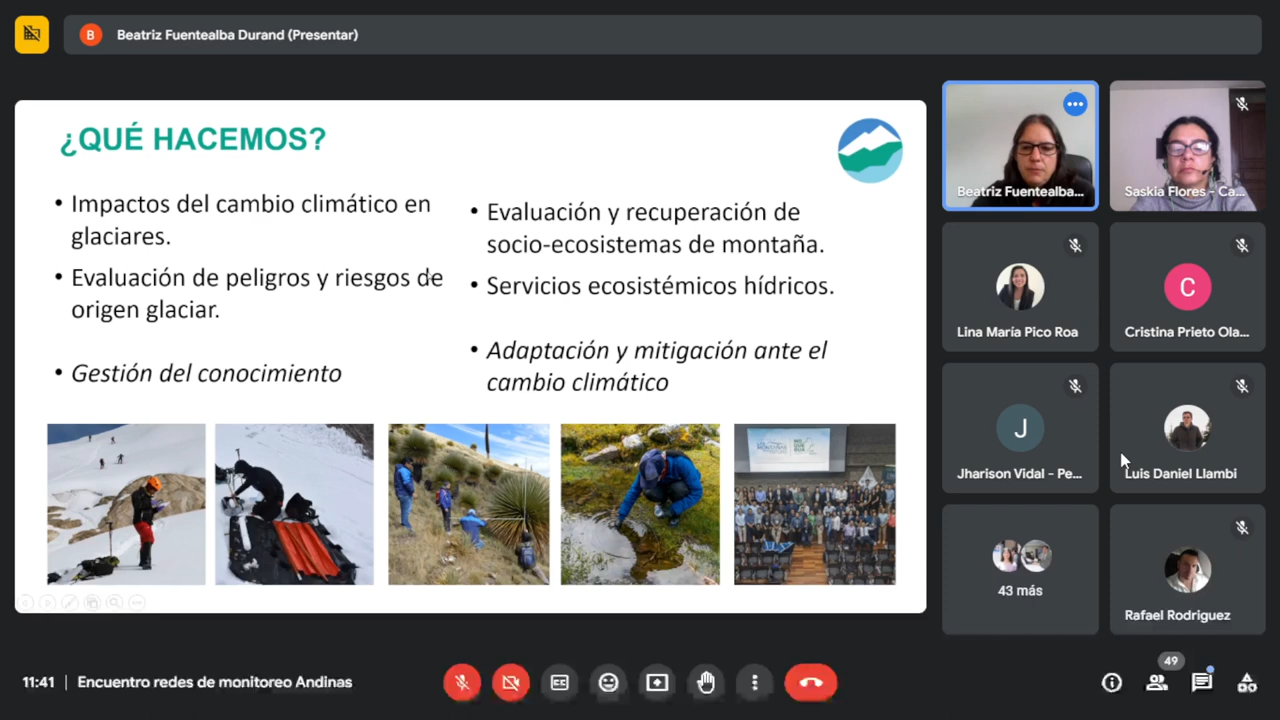 B Beatriz Fuentealba Durand (Presentar)
¿QUÉ HACEMOS?
• Impactos del cambio climático en
glaciares.
• Evaluación de peligros y riesgos de
origen glaciar.
• Gestión del conocimiento
• Evaluación y recuperación de
socio-ecosistemas de montaña.
• Servicios ecosistémicos hídricos.
• Adaptación y mitigación ante el
cambio climático
Beatriz Fuentealba...
Saskia Flores - Ca...
Lina María Pico Roa
C
Cristina Prieto Ola...
J
Jharison Vidal - Pe...
Luis Daniel Llambi
43 más
Rafael Rodriguez
11:41 | Encuentro redes de monitoreo Andinas
49